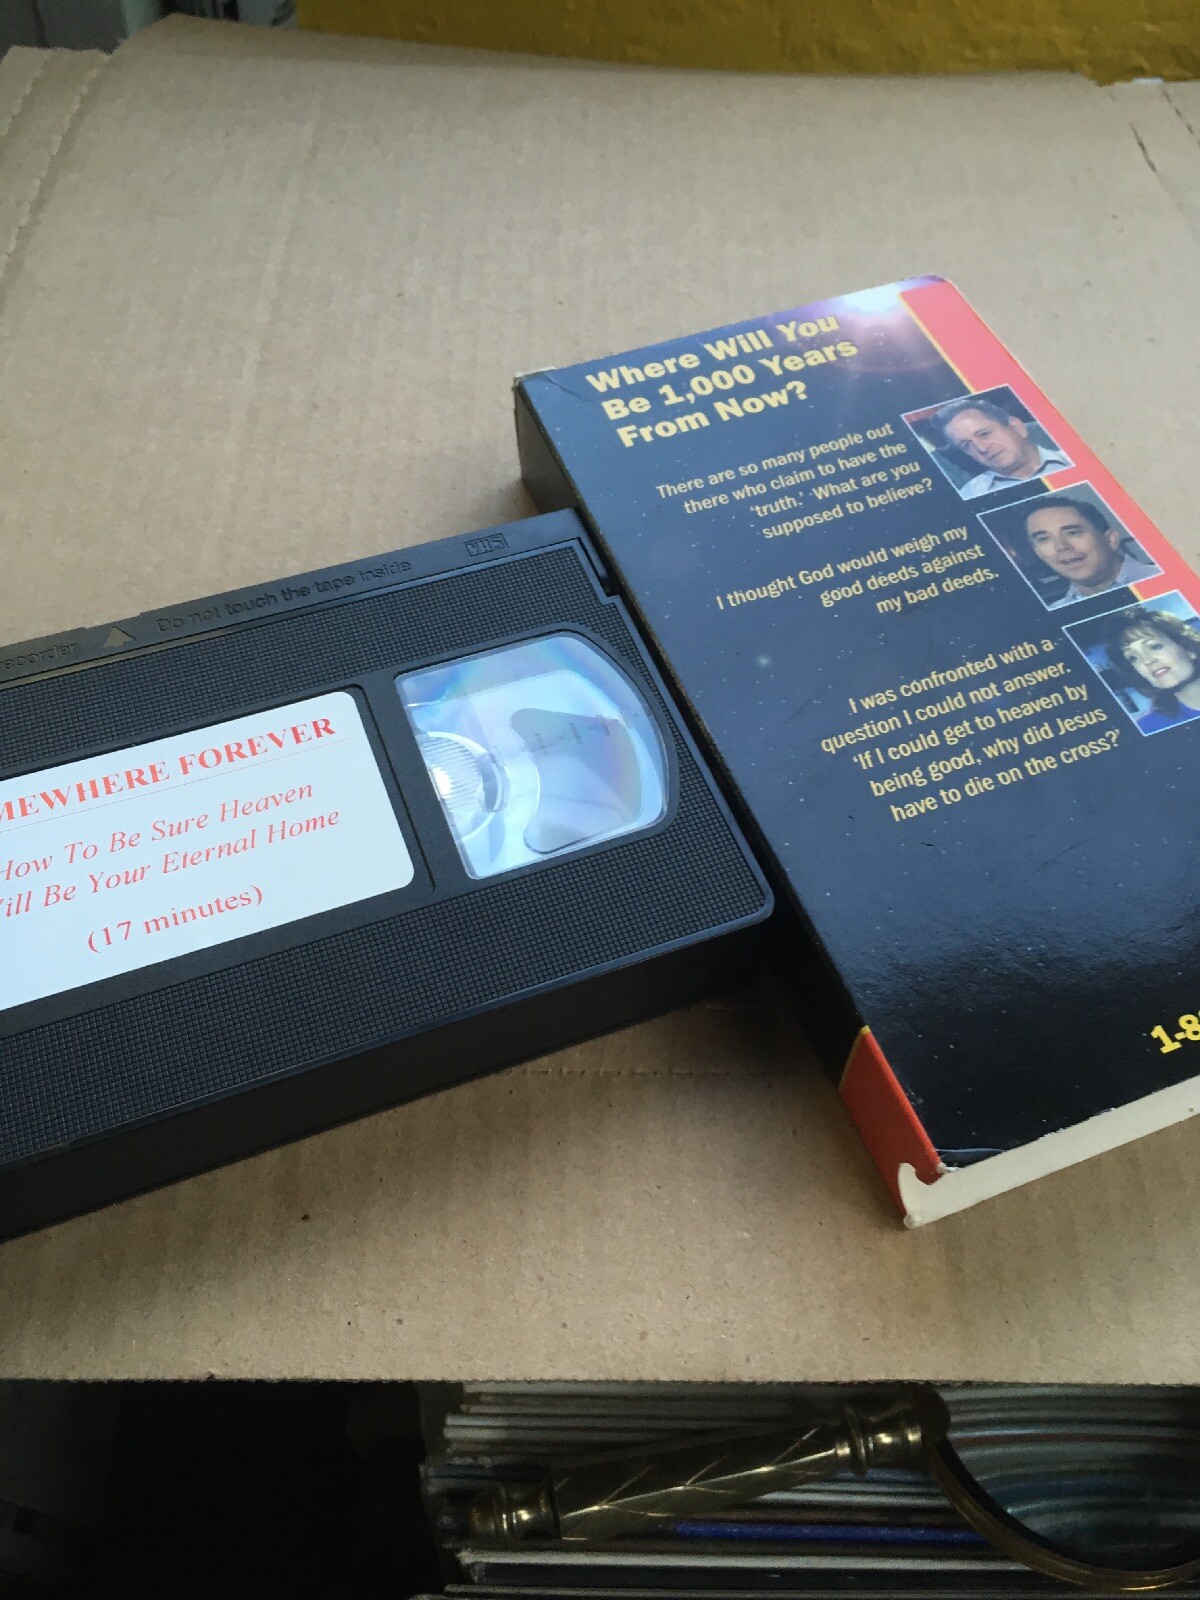 Where Will You
Be 1,000 Years
From Now?
There are so many people out
there who claim to have the
'truth.' What are you
supposed to believe?
I thought God would weigh my
good deeds against
my bad deeds.
I was confronted with a
question I could not answer.
'If I could get to heaven by
being good, why did Jesus
have to die on the cross?'
1-8
VHS
ecorder Do not touch the tape inside
MEWHERE FOREVER
How To Be Sure Heaven
ill Be Your Eternal Home
(17 minutes)